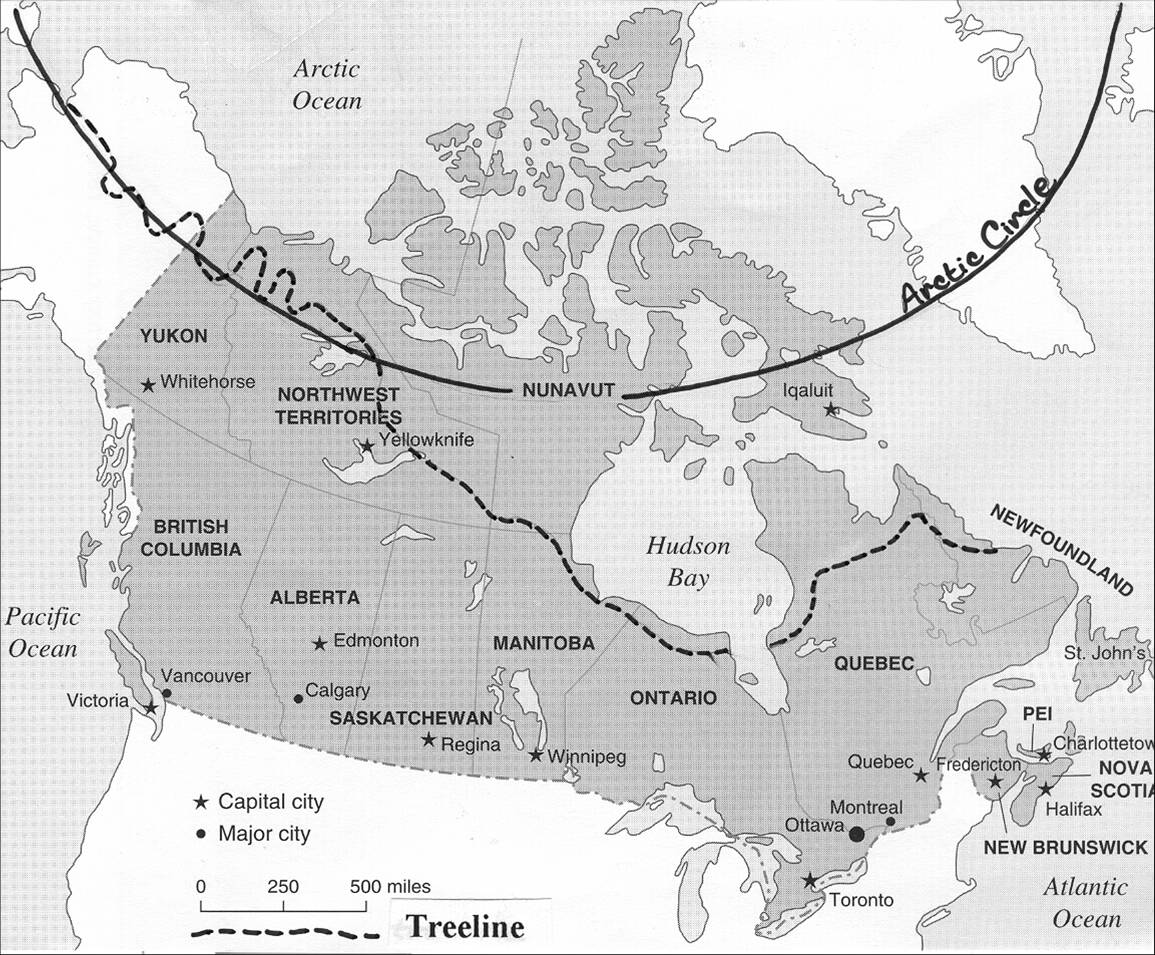 Arctic
Ocean
Arctic Circle
YUKON
Whitehorse
NORTHWEST
TERRITORIES
NUNAVUT
Iqaluit
Yellowknife
BRITISH
COLUMBIA
Hudson
Bay
NEWFOUNDLAND
Pacific
Ocean
ALBERTA
Edmonton
MANITOBA
QUEBEC
St. John's
Vancouver
Victoria
Calgary
SASKATCHEWAN
Regina
ONTARIO
Winnipeg
PEI
Charlottetow
Quebec
Fredericton
NOVA
SCOTIA
Halifax
Montreal
Ottawa
NEW BRUNSWICK
Capital city
Major city
Toronto
Atlantic
Ocean
0 250 500 miles
Treeline